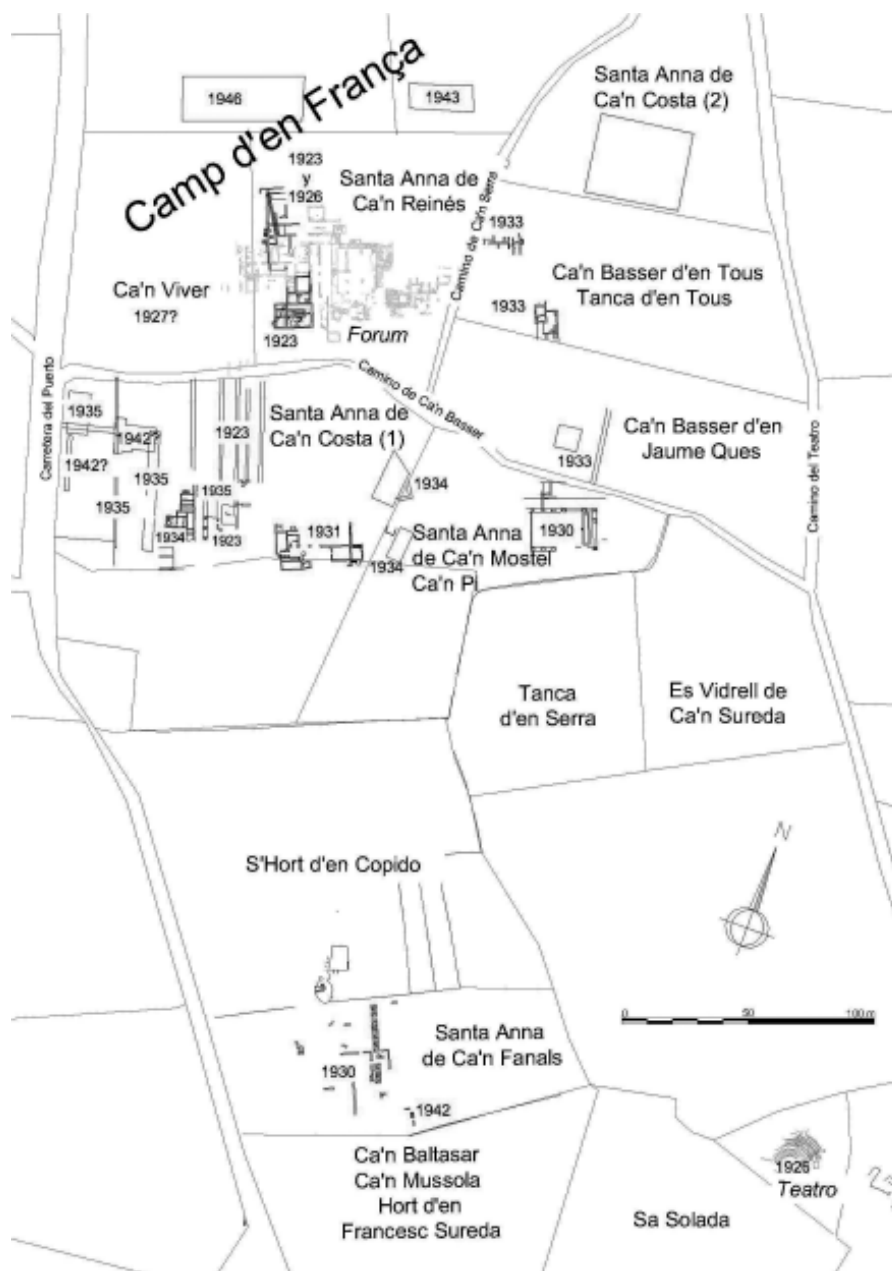 Camp d'en França
1946
1943
Santa Anna de
Ca'n Costa (2)
1923
y
1926
Santa Anna de
Ca'n Reinés
Camino de Ca'n Serra
1933
Ca'n Viver
1927?
Ca'n Basser d'en Tous
Tanca d'en Tous
1933
1923
Forum
Carretera del Puerto
Camino de Ca'n Basser
1935
1942?
1923
Santa Anna de
Ca'n Costa (1)
Ca'n Basser d'en
Jaume Ques
1933
Camino del Teatro
1942?
1935
1935
1935
1934
1934
1923
1931
1934
Santa Anna
de Ca'n Mostel
Ca'n Pi
1930
Tanca
d'en Serra
Es Vidrell de
Ca'n Sureda
S'Hort d'en Copido
N
0 50 100 m
Santa Anna
de Ca'n Fanals
1930
1942
Ca'n Baltasar
Ca'n Mussola
Hort d'en
Francesc Sureda
Sa Solada
1926
Teatro